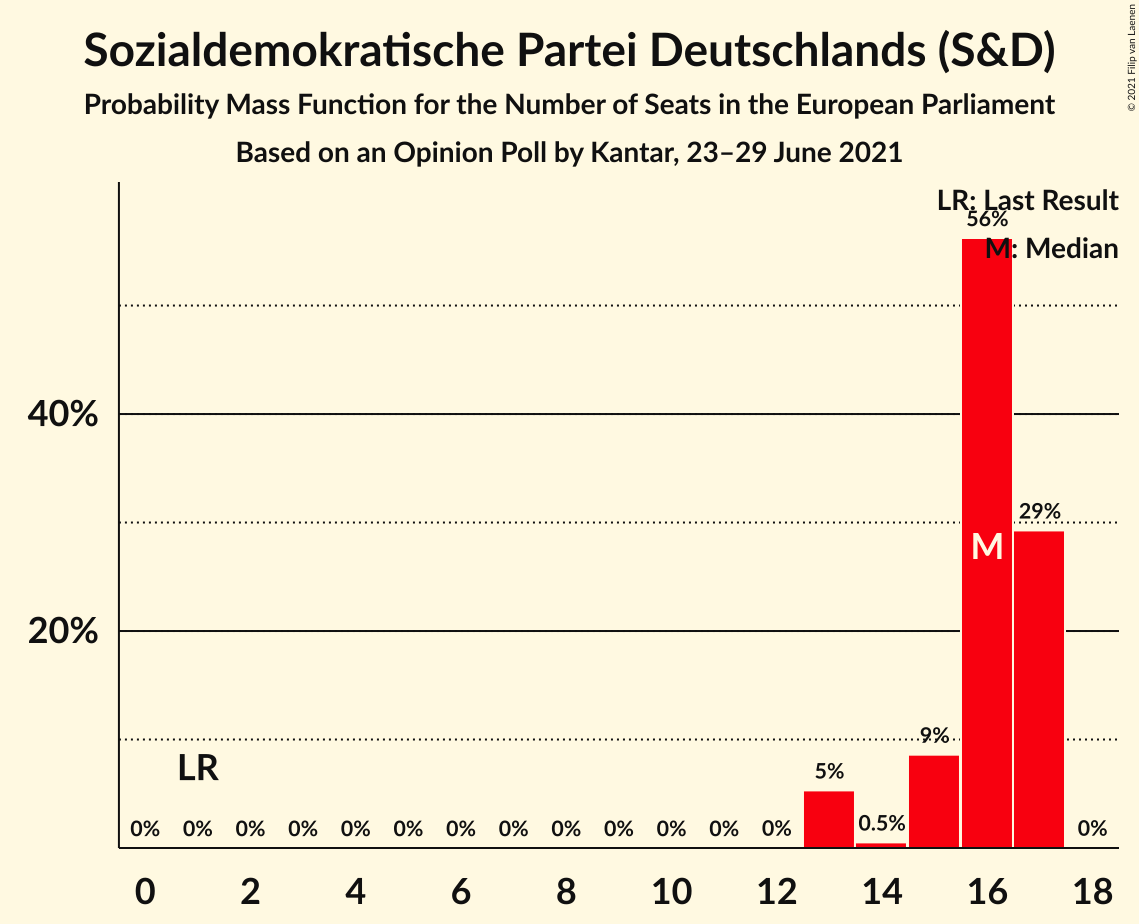 Sozialdemokratische Partei Deutschlands (S&D)
Probability Mass Function for the Number of Seats in the European Parliament
Based on an Opinion Poll by Kantar, 23–29 June 2021
© 2021 Filip van Laenen
LR: Last Result
56%
M: Median
40%
29%
M
20%
9%
LR
5%
0% 0% 0% 0% 0% 0% 0% 0% 0% 0% 0% 0% 0% 0.5% 0%
0 2 4 6 8 10 12 14 16 18